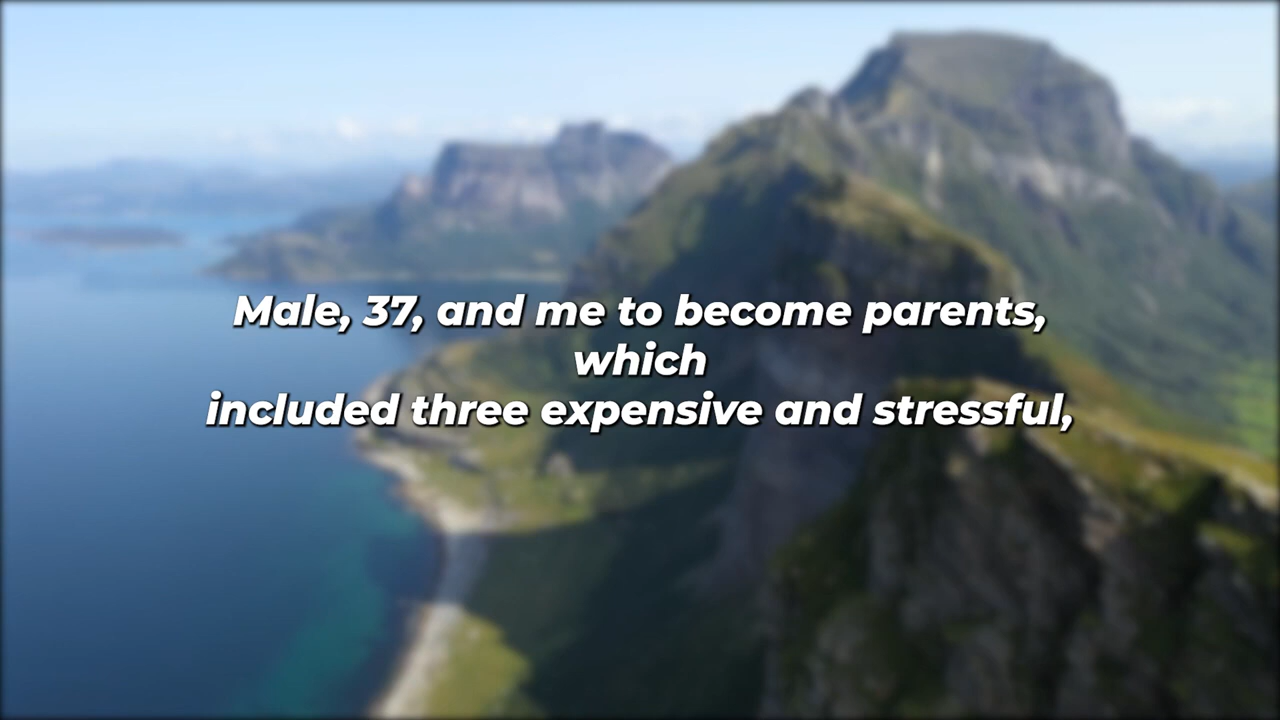 Male, 37, and me to become parents,
which
included three expensive and stressful,